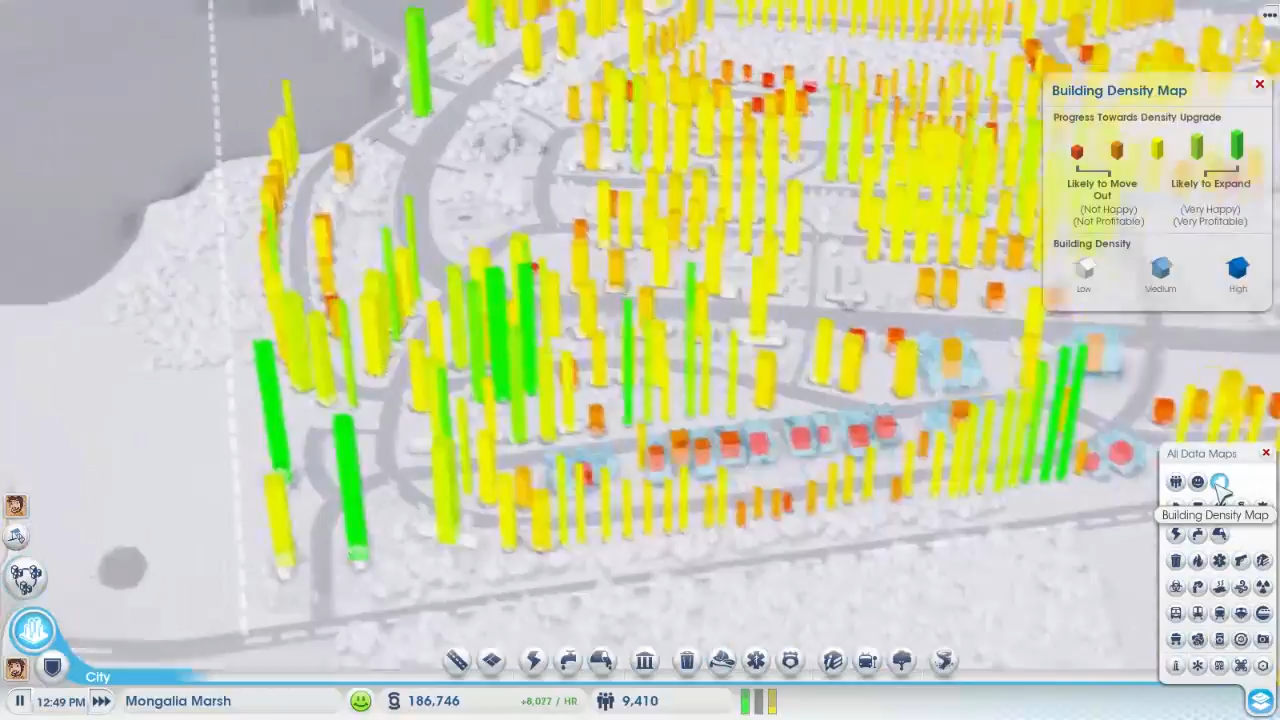 Building Density Map
Progress Towards Density Upgrade
Likely to Move
Out
(Not Happy)
(Not Profitable)
Likely to Expand
(Very Happy)
(Very Profitable)
Building Density
Low
Medium
High
All Data Maps
Building Density Map
City
12:49 PM
Mongalia Marsh
186,746
+8,077 / HR
9,410